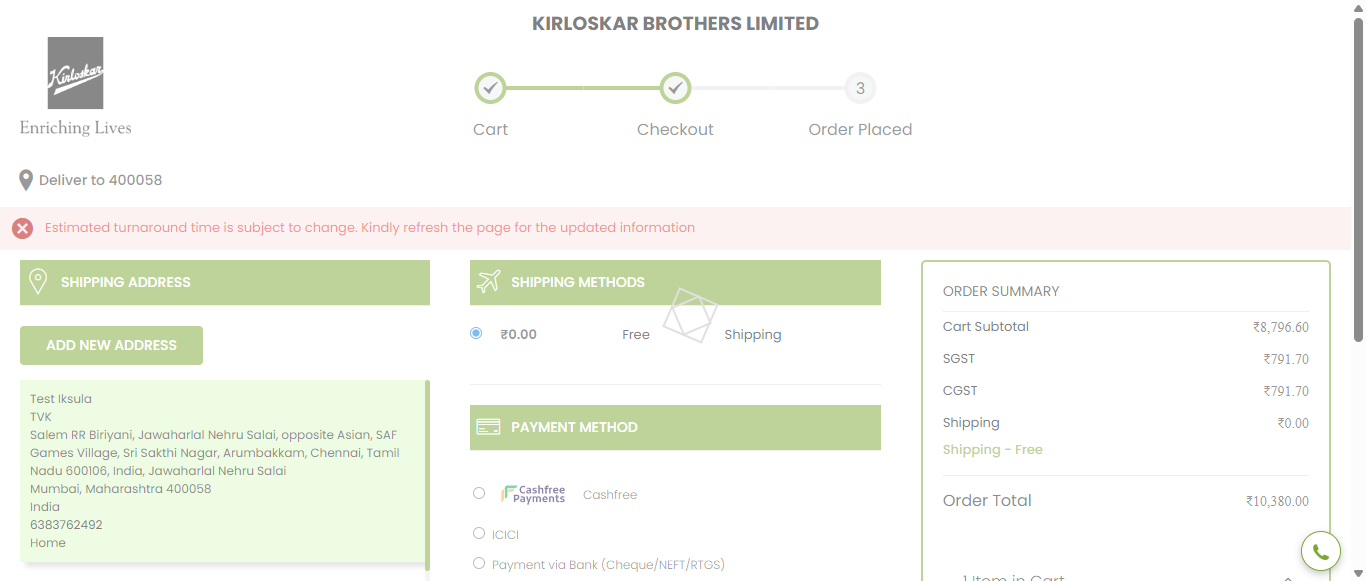 KIRLOSKAR BROTHERS LIMITED
Kirloskar
Enriching Lives
3
Cart
Checkout
Order Placed
Deliver to 400058
Estimated turnaround time is subject to change. Kindly refresh the page for the updated information
SHIPPING ADDRESS
ADD NEW ADDRESS
Test Iksula
TVK
Salem RR Biriyani, Jawaharlal Nehru Salai, opposite Asian, SAF
Games Village, Sri Sakthi Nagar, Arumbakkam, Chennai, Tamil
Nadu 600106, India, Jawaharlal Nehru Salai
Mumbai, Maharashtra 400058
India
6383762492
Home
SHIPPING METHODS
₹0.00 Free Shipping
PAYMENT METHOD
Cashfree
Payments
Cashfree
ICICI
Payment via Bank (Cheque/NEFT/RTGS)
ORDER SUMMARY
Cart Subtotal ₹8,796.60
SGST ₹791.70
CGST ₹791.70
Shipping ₹0.00
Shipping - Free
Order Total ₹10,380.00
1 Item in Cart